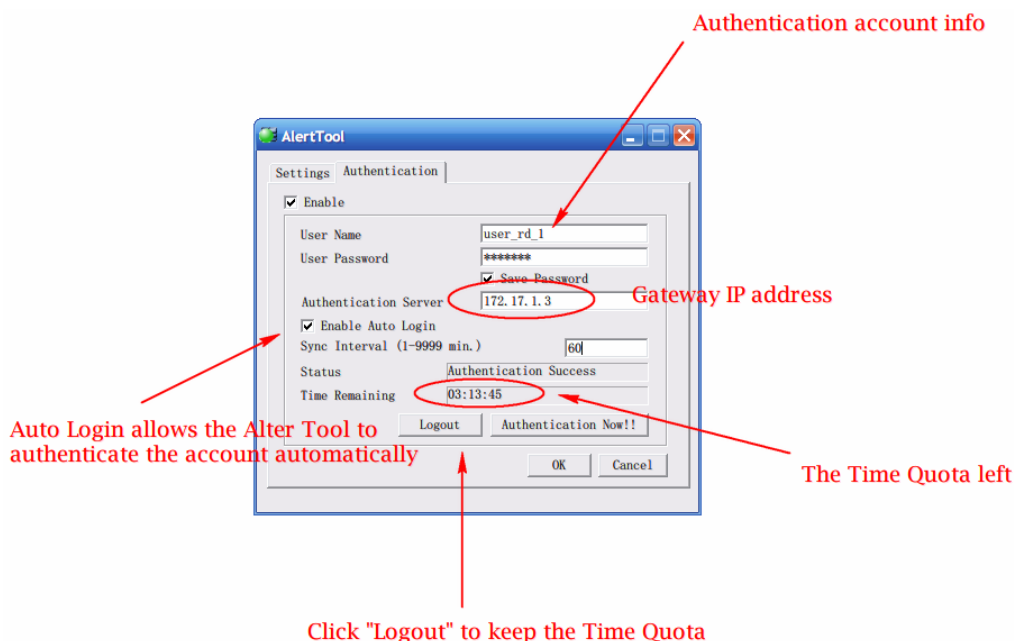 Authentication account info
AlertTool
Settings Authentication
Enable
User Name user_rd_1
User Password *******
Save Password
Authentication Server 172.17.1.3
Gateway IP address
Enable Auto Login
Sync Interval (1-9999 min.) 60
Status Authentication Success
Time Remaining 03:13:45
Logout Authentication Now!!
Auto Login allows the Alter Tool to
authenticate the account automatically
OK Cancel
The Time Quota left
Click "Logout" to keep the Time Quota